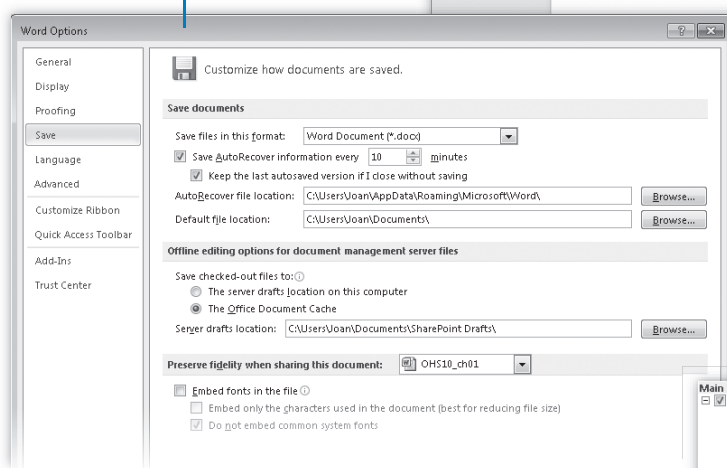 Word Options
General
Display
Proofing
Save
Language
Advanced
Customize Ribbon
Quick Access Toolbar
Add-Ins
Trust Center
Customize how documents are saved.
Save documents
Save files in this format: Word Document (*.docx)
Save AutoRecover information every 10 minutes
Keep the last autosaved version if I close without saving
AutoRecover file location: C:\Users\Joan\AppData\Roaming\Microsoft\Word\ Browse...
Default file location: C:\Users\Joan\Documents\ Browse...
Offline editing options for document management server files
Save checked-out files to:
The server drafts location on this computer
The Office Document Cache
Server drafts location: C:\Users\Joan\Documents\SharePoint Drafts\ Browse...
Preserve fidelity when sharing this document: OHS10_ch01
Embed fonts in the file
Embed only the characters used in the document (best for reducing file size)
Do not embed common system fonts
Main